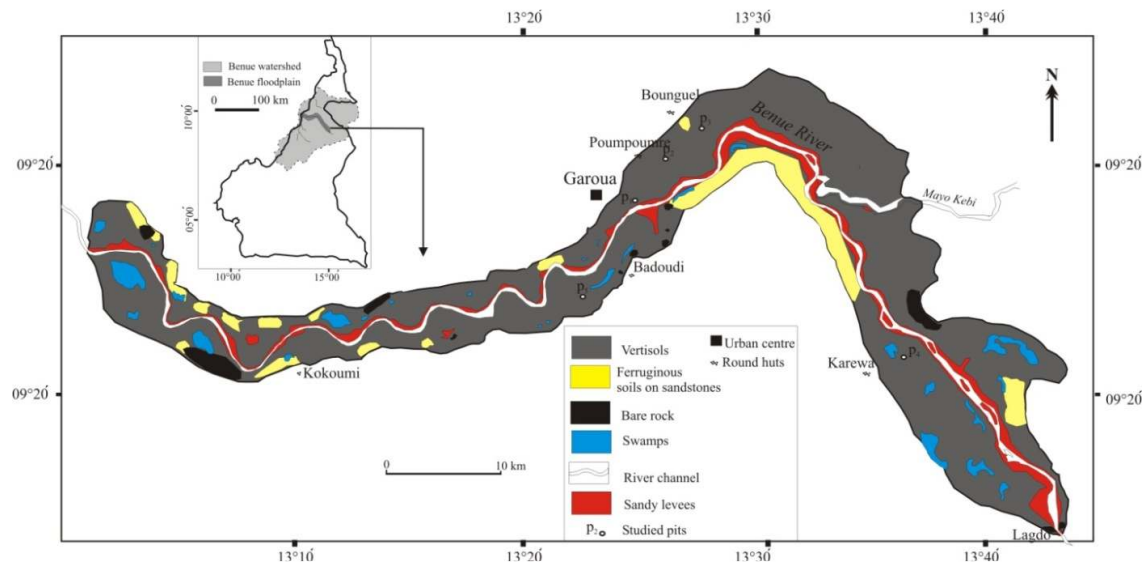 13°20
13°30
13°40
Benue watershed
Benue floodplain
0 100 km
10°00
05°00
10°00
15°00
N
09°20
09°20
Bounguel
P3
Poumpoumre
P2
Benue River
Garoua
P1
Mayo Kebi
Badoudi
Kokoumi
Karewa
P4
Lagdo
09°20
09°20
0 10 km
Vertisols
Ferruginous
soils on sandstones
Bare rock
Swamps
River channel
Sandy levees
P2 Studied pits
Urban centre
Round huts
13°10
13°20
13°30
13°40